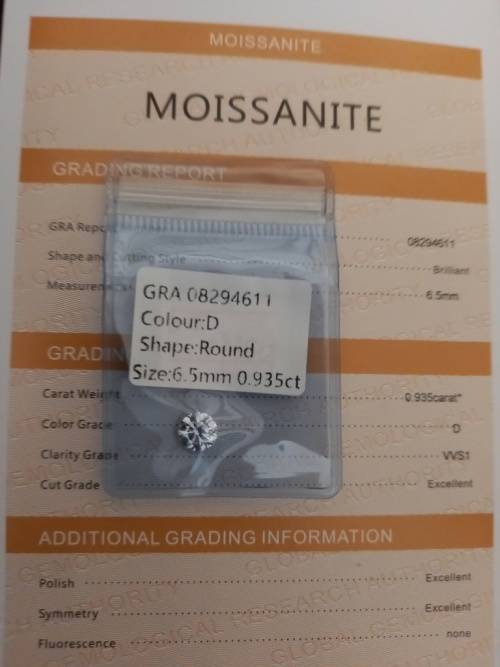 MOISSANITE
MOISSANITE
GRADING REPORT
GRA Repo 08294611
Shape and Cutting Style Brilliant
Measurements 6.5mm
GRA 08294611
Colour:D
Shape:Round
Size:6.5mm 0.935ct
GRADIN
Carat Weight 0.935carat"
Color Grade D
Clarity Grade VVS1
Cut Grade Excellent
ADDITIONAL GRADING INFORMATION
Polish Excellent
Symmetry Excellent
Fluorescence none